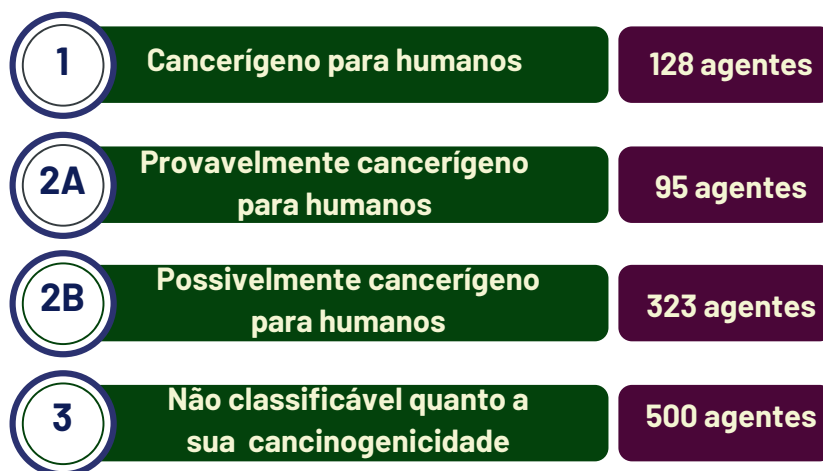 1
Cancerígeno para humanos
128 agentes
2A
Provavelmente cancerígeno
para humanos
95 agentes
2B
Possivelmente cancerígeno
para humanos
323 agentes
3
Não classificável quanto a
sua cancinogenicidade
500 agentes